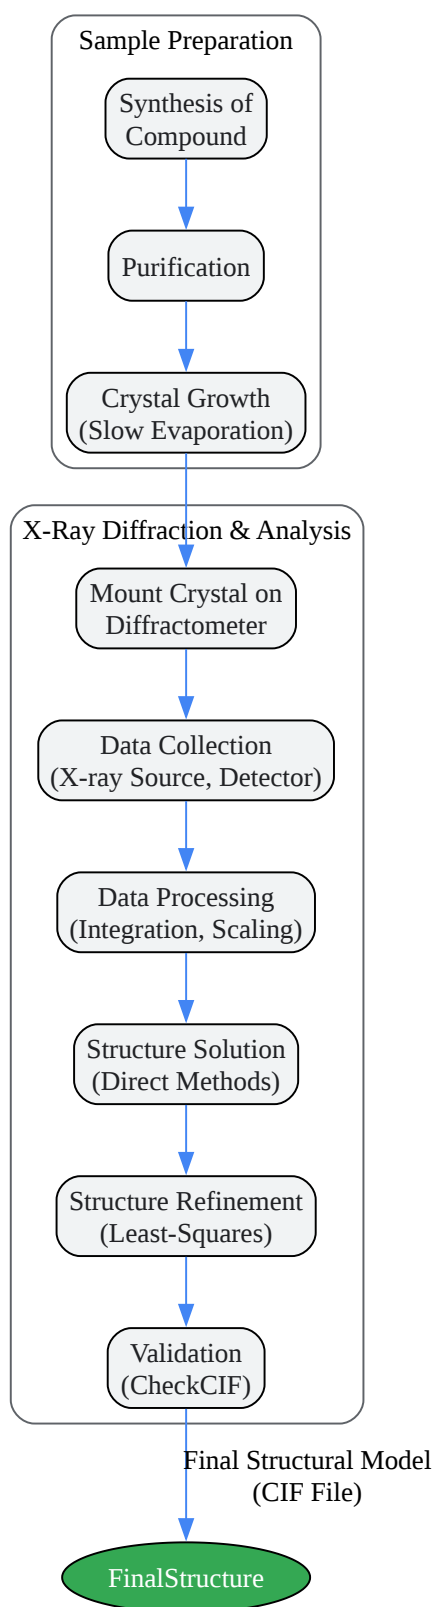 Sample Preparation
Synthesis of
Compound
Purification
Crystal Growth
(Slow Evaporation)
X-Ray Diffraction & Analysis
Mount Crystal on
Diffractometer
Data Collection
(X-ray Source, Detector)
Data Processing
(Integration, Scaling)
Structure Solution
(Direct Methods)
Structure Refinement
(Least-Squares)
Validation
(CheckCIF)
Final Structural Model
(CIF File)
FinalStructure